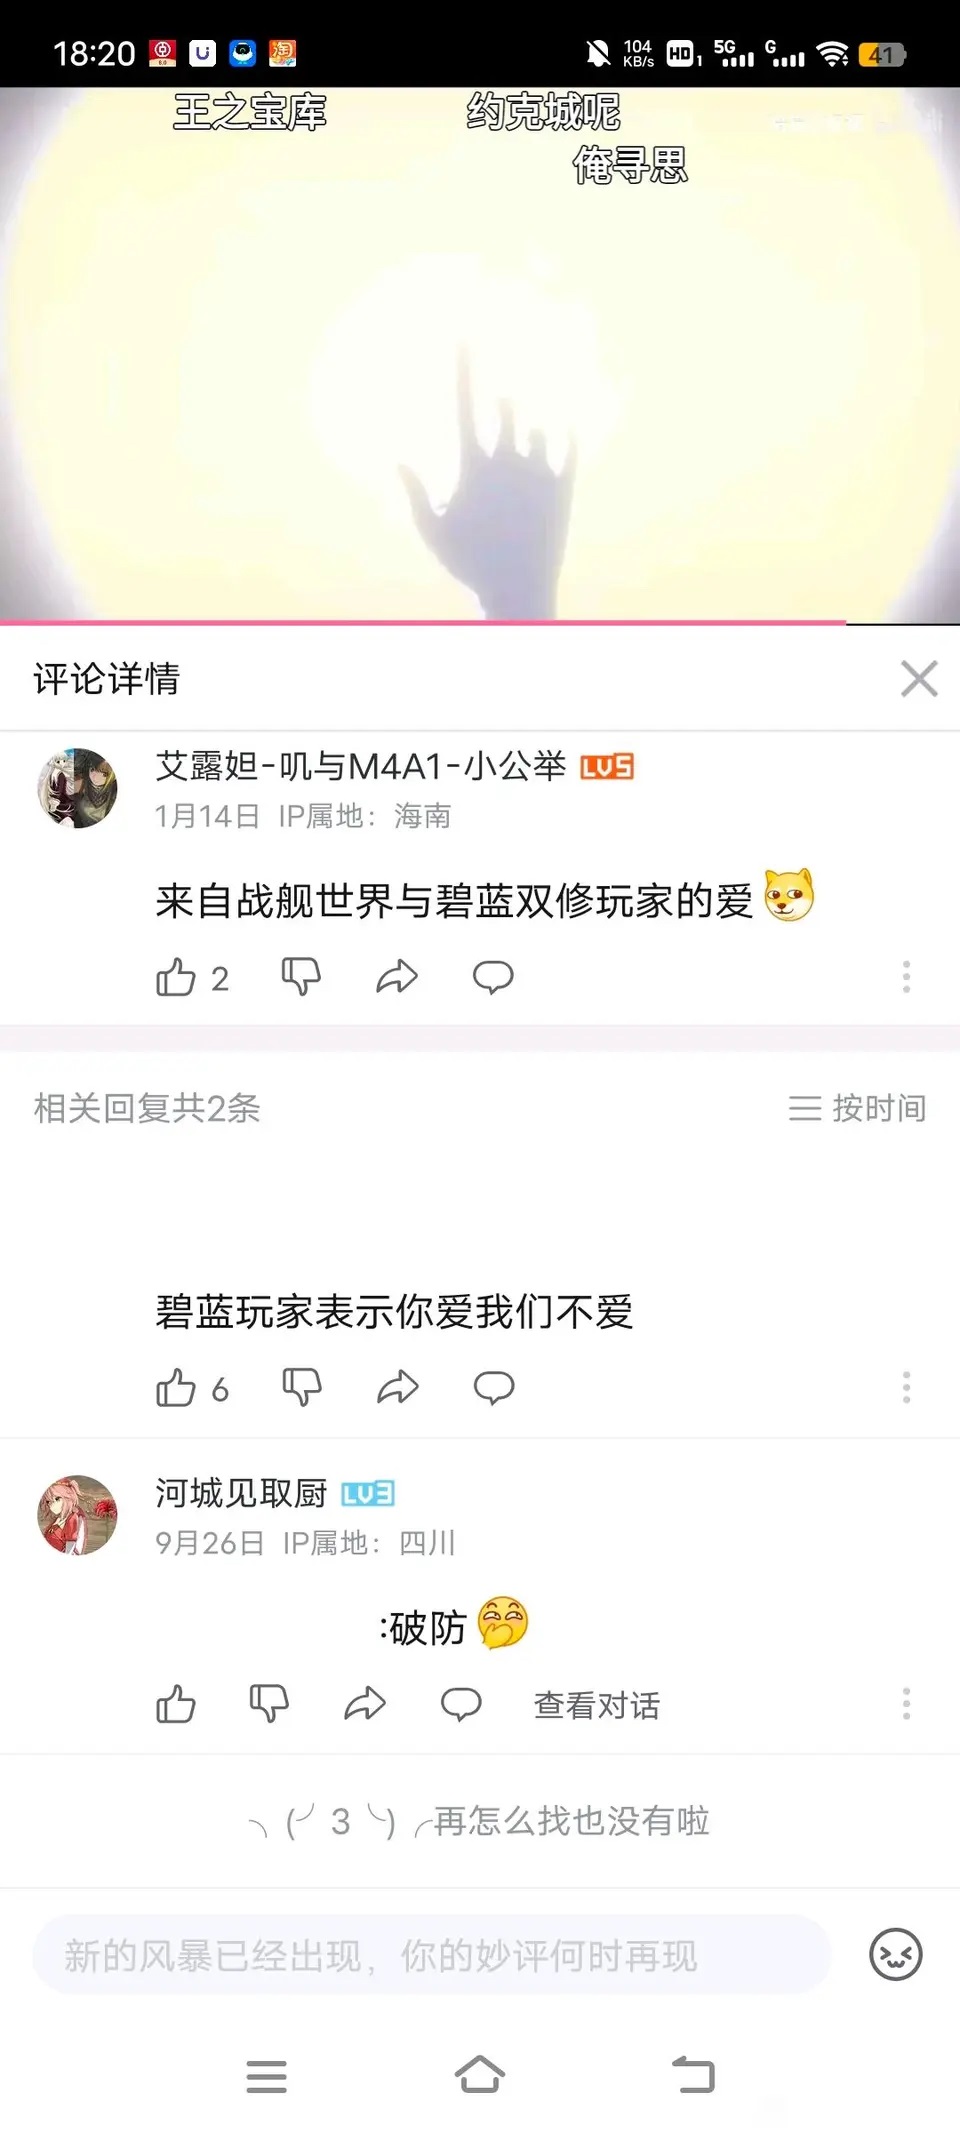 18:20
104
KB/s
HD 1
5G
G
41
王之宝库
约克城呢
俺寻思
评论详情
艾露妲-叽与M4A1-小公举 LV5
1月14日 IP属地：海南
来自战舰世界与碧蓝双修玩家的爱
2
相关回复共2条
按时间
碧蓝玩家表示你爱我们不爱
6
河城见取厨 LV3
9月26日 IP属地：四川
:破防
查看对话
╮(╯3╰)╭再怎么找也没有啦
新的风暴已经出现，你的妙评何时再现